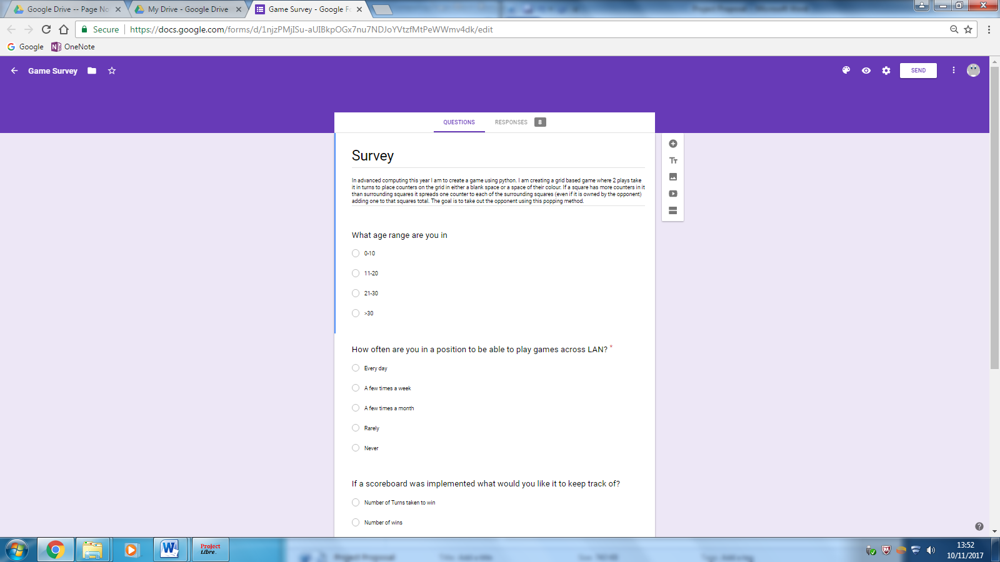 Google Drive -- Page No
My Drive - Google Drive
Game Survey - Google Fo
Secure
https://docs.google.com/forms/d/1njzPMjISu-aUIBkpOGx7nu7NDJoYVtzfMtPeWWmv4dk/edit
Google
OneNote
Game Survey
SEND
QUESTIONS
RESPONSES 8
Survey
In advanced computing this year I am to create a game using python. I am creating a grid based game where 2 plays take
it in turns to place counters on the grid in either a blank space or a space of their colour. If a square has more counters in it
than surrounding squares it spreads one counter to each of the surrounding squares (even if it is owned by the opponent)
adding one to that squares total. The goal is to take out the opponent using this popping method.
What age range are you in
0-10
11-20
21-30
>30
How often are you in a position to be able to play games across LAN? *
Every day
A few times a week
A few times a month
Rarely
Never
If a scoreboard was implemented what would you like it to keep track of?
Number of Turns taken to win
Number of wins
Project
Libre
Project Proposal
13:52
10/11/2017